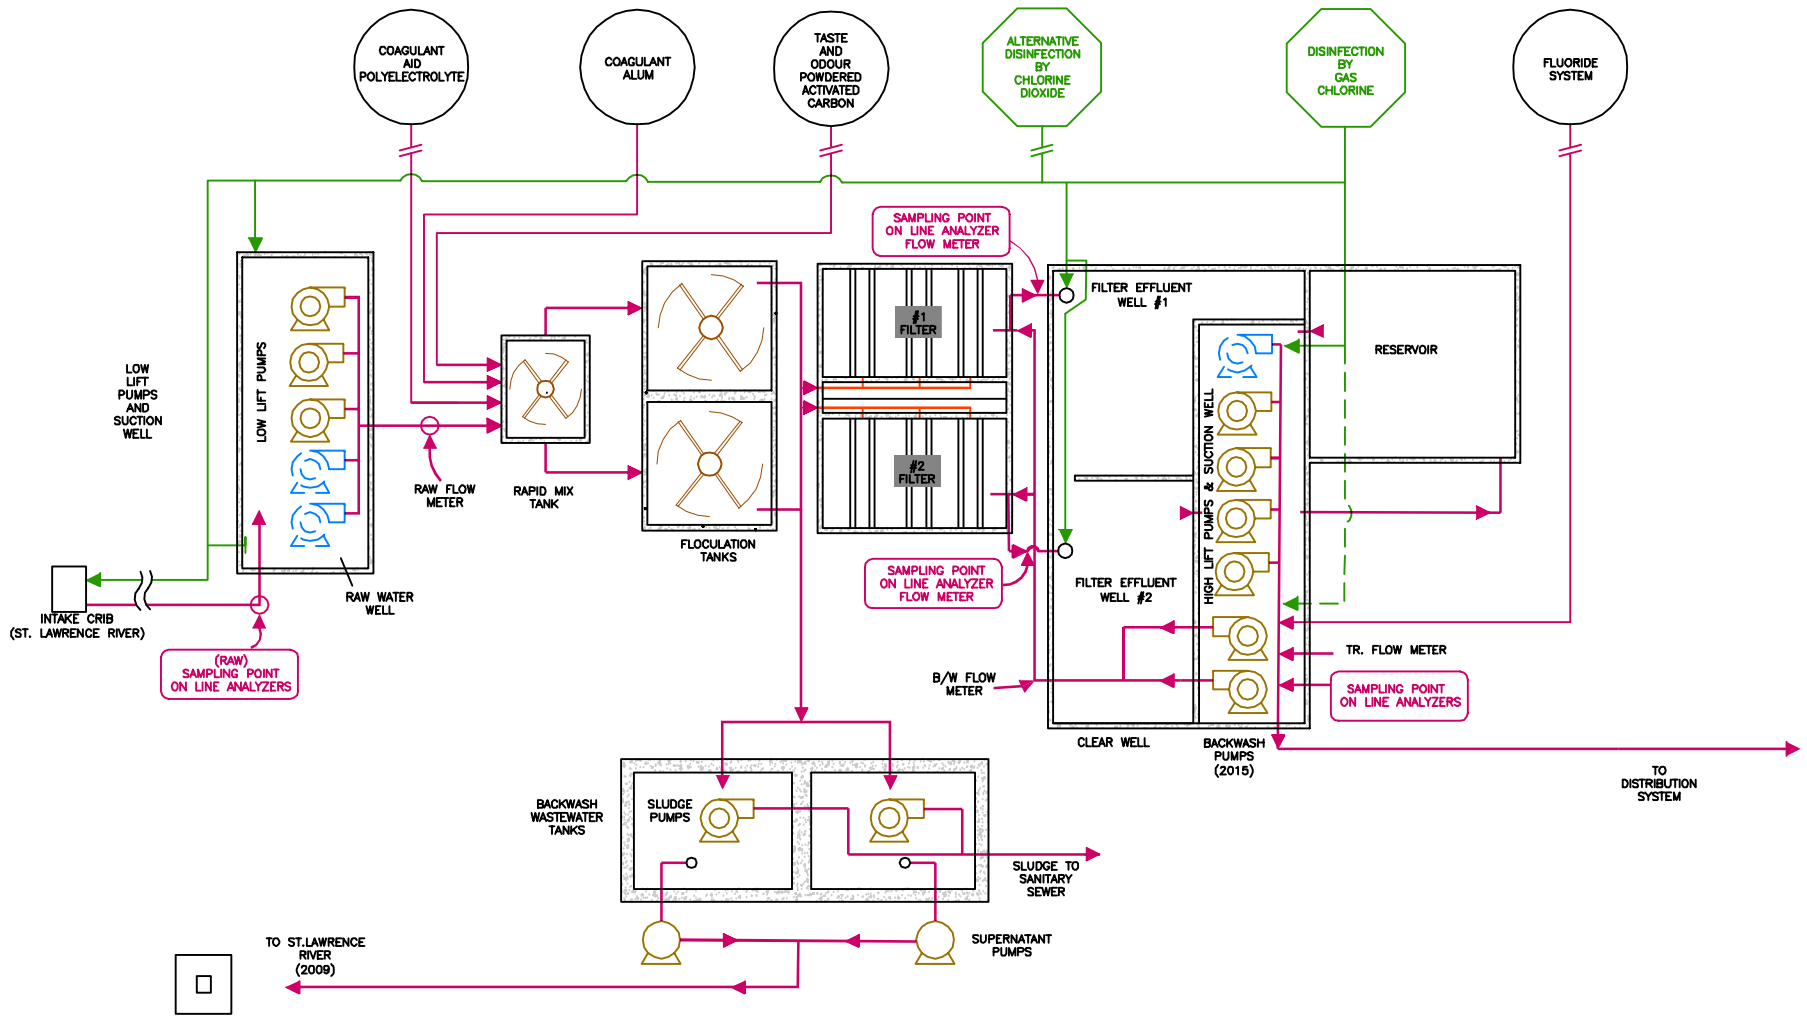 COAGULANT
AID
POLYELECTROLYTE
COAGULANT
ALUM
TASTE
AND
ODOUR
POWDERED
ACTIVATED
CARBON
ALTERNATIVE
DISINFECTION
BY
CHLORINE
DIOXIDE
DISINFECTION
BY
GAS
CHLORINE
FLUORIDE
SYSTEM
SAMPLING POINT
ON LINE ANALYZER
FLOW METER
FILTER EFFLUENT
WELL #1
RESERVOIR
#1
FILTER
LOW
LIFT
PUMPS
AND
SUCTION
WELL
LOW LIFT PUMPS
HIGH LIFT PUMPS & SUCTION WELL
#2
FILTER
RAW FLOW
METER
RAPID MIX
TANK
FLOCULATION
TANKS
SAMPLING POINT
ON LINE ANALYZER
FLOW METER
FILTER EFFLUENT
WELL #2
RAW WATER
WELL
INTAKE CRIB
(ST. LAWRENCE RIVER)
(RAW)
SAMPLING POINT
ON LINE ANALYZERS
TR. FLOW METER
B/W FLOW
METER
SAMPLING POINT
ON LINE ANALYZERS
CLEAR WELL
BACKWASH
PUMPS
(2015)
TO
DISTRIBUTION
SYSTEM
BACKWASH
WASTEWATER
TANKS
SLUDGE
PUMPS
SLUDGE TO
SANITARY
SEWER
TO ST.LAWRENCE
RIVER
(2009)
SUPERNATANT
PUMPS